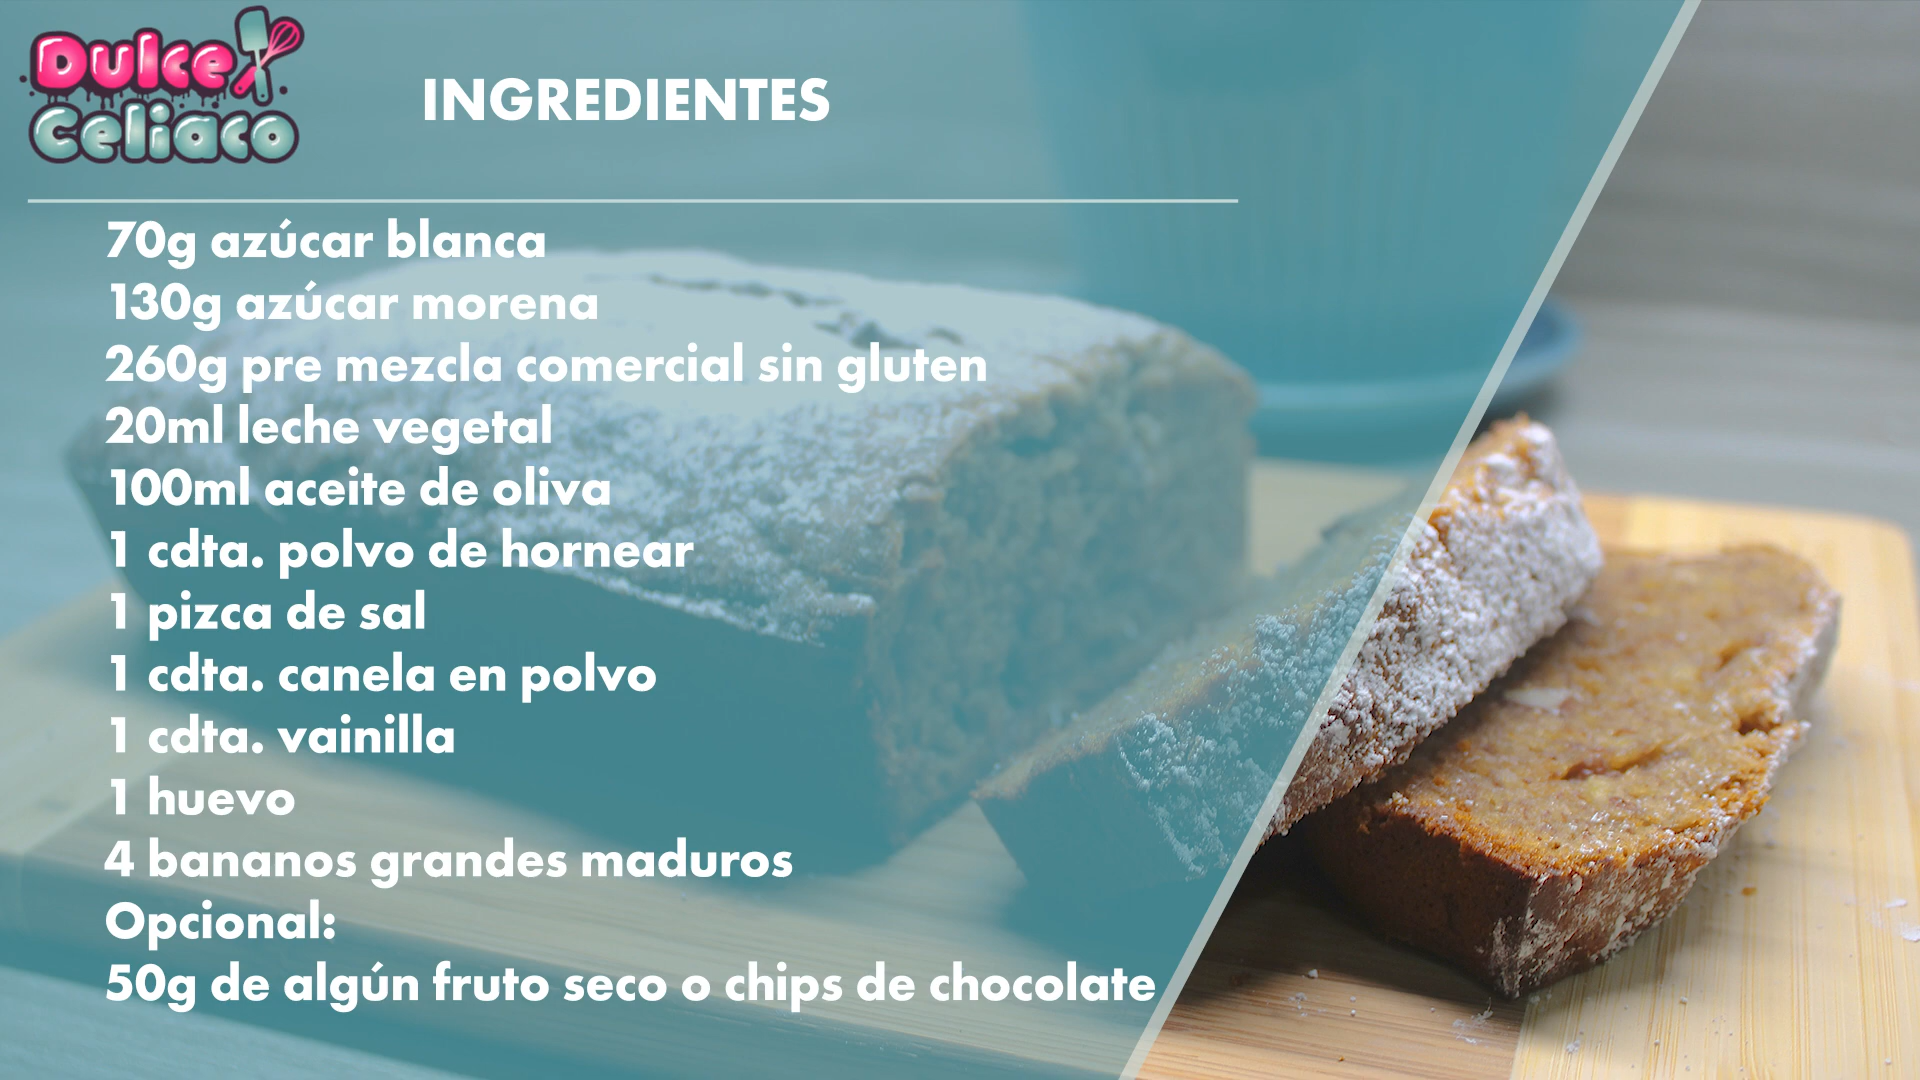 Dulce
Celiaco
INGREDIENTES
70g azúcar blanca
130g azúcar morena
260g pre mezcla comercial sin gluten
20ml leche vegetal
100ml aceite de oliva
1 cdta. polvo de hornear
1 pizca de sal
1 cdta. canela en polvo
1 cdta. vainilla
1 huevo
4 bananos grandes maduros
Opcional:
50g de algún fruto seco o chips de chocolate